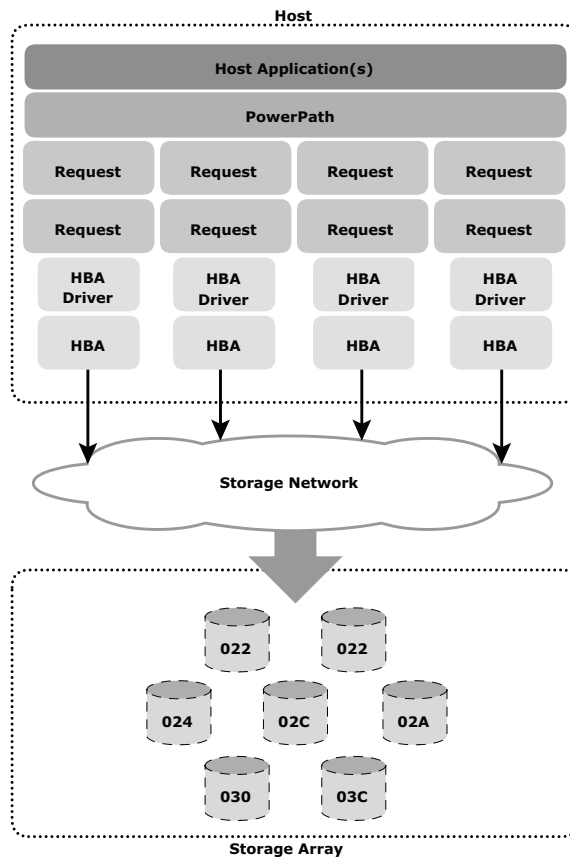 Host
Host Application(s)
PowerPath
Request Request Request Request
Request Request Request Request
HBA Driver HBA Driver HBA Driver HBA Driver
HBA HBA HBA HBA
Storage Network
022 022
024 02C 02A
030 03C
Storage Array